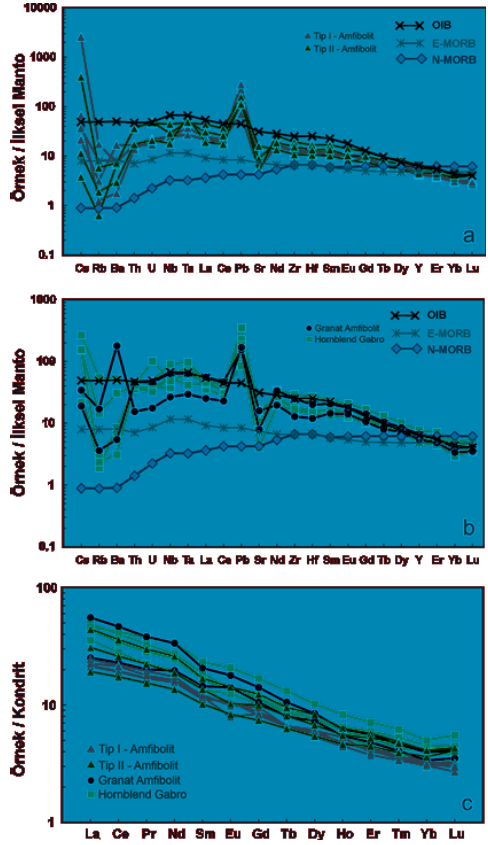 10000
1000
100
10
1
0.1
Örnek / İlksel Manto
Tip I - Amfibolit
Tip II - Amfibolit
OIB
E-MORB
N-MORB
a
Cs Rb Ba Th U Nb Ta La Ce Pb Sr Nd Zr Hf Sm Eu Gd Tb Dy Y Er Yb Lu
1000
100
10
1
0.1
Örnek / İlksel Manto
Granat Amfibolit
Hornblend Gabro
OIB
E-MORB
N-MORB
b
Cs Rb Ba Th U Nb Ta La Ce Pb Sr Nd Zr Hf Sm Eu Gd Tb Dy Y Er Yb Lu
100
10
1
Örnek / Kondrit
Tip I - Amfibolit
Tip II - Amfibolit
Granat Amfibolit
Hornblend Gabro
c
La Ce Pr Nd Sm Eu Gd Tb Dy Ho Er Tm Yb Lu